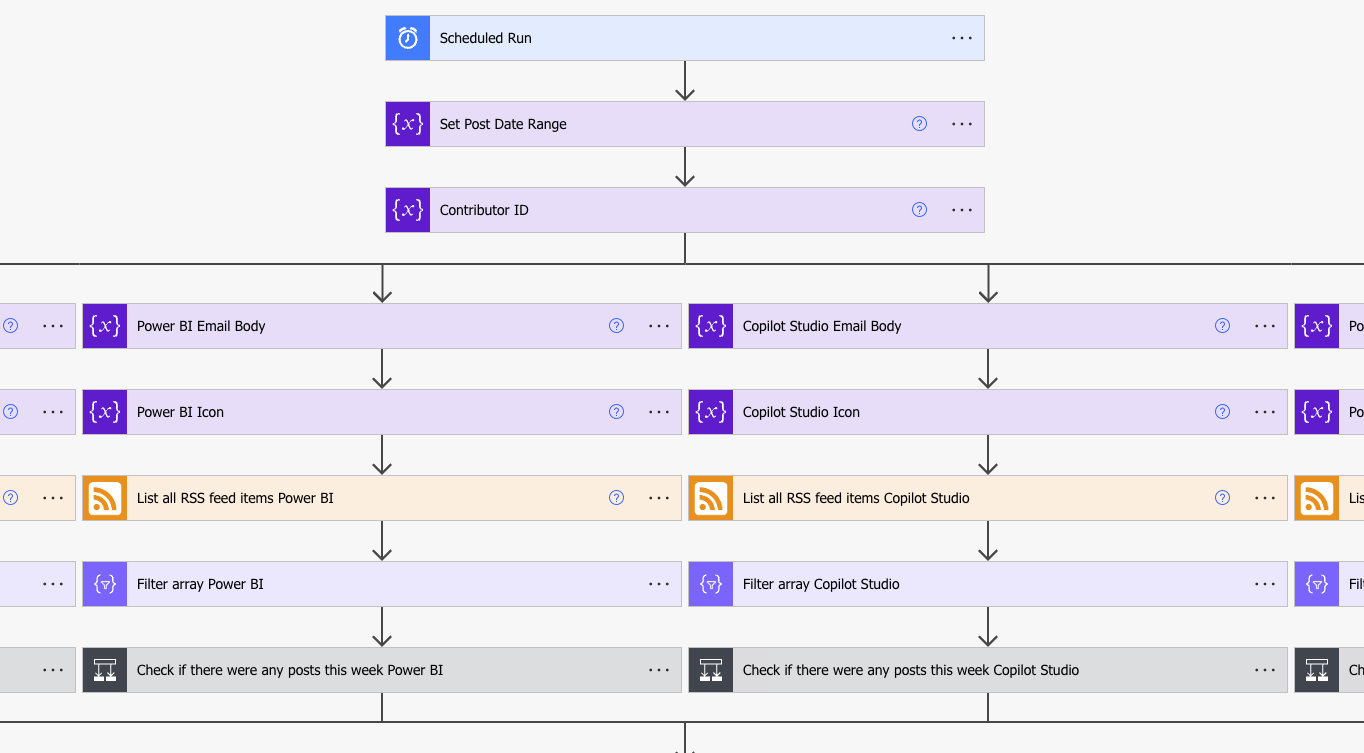 Scheduled Run
Set Post Date Range
Contributor ID
Power BI Email Body
Copilot Studio Email Body
Po
Power BI Icon
Copilot Studio Icon
Po
List all RSS feed items Power BI
List all RSS feed items Copilot Studio
Lis
Filter array Power BI
Filter array Copilot Studio
Filt
Check if there were any posts this week Power BI
Check if there were any posts this week Copilot Studio
Ch